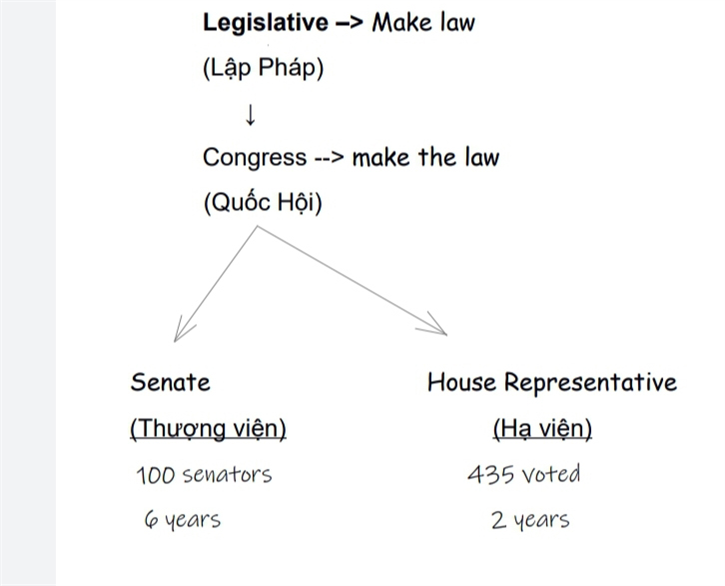 Legislative –> Make law
(Lập Pháp)
↓
Congress --> make the law
(Quốc Hội)
Senate
(Thượng viện)
100 senators
6 years
House Representative
(Hạ viện)
435 voted
2 years